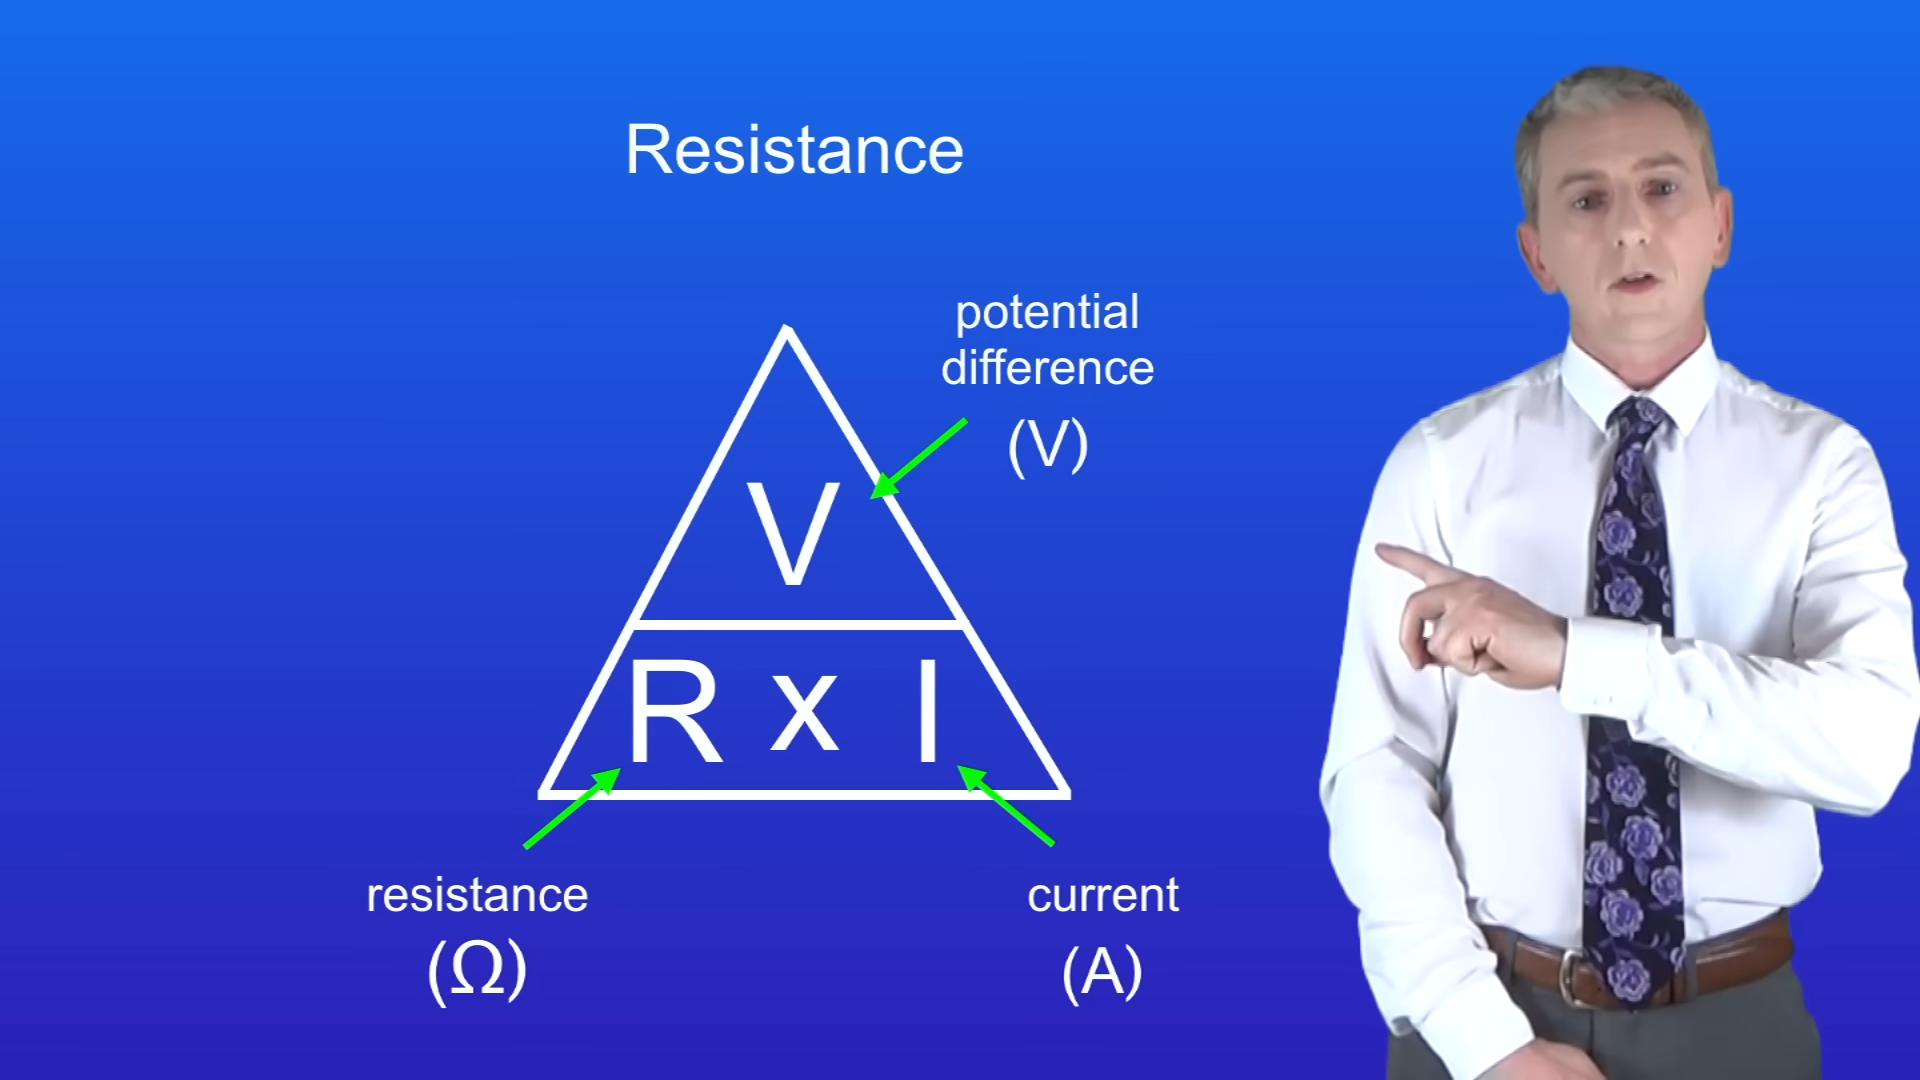 Resistance
potential
difference
(V)
V
R x I
resistance
(Ω)
current
(A)